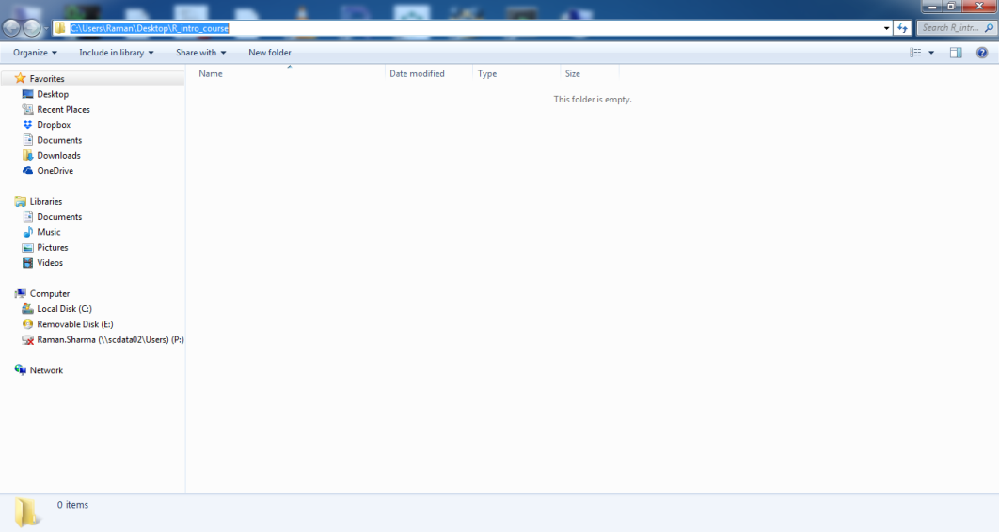 C:\Users\Raman\Desktop\R_intro_course
Search R_intr...
Organize Include in library Share with New folder
Name Date modified Type Size
This folder is empty.
Favorites
Desktop
Recent Places
Dropbox
Documents
Downloads
OneDrive
Libraries
Documents
Music
Pictures
Videos
Computer
Local Disk (C:)
Removable Disk (E:)
Raman.Sharma (\\scdata02\Users) (P:)
Network
0 items